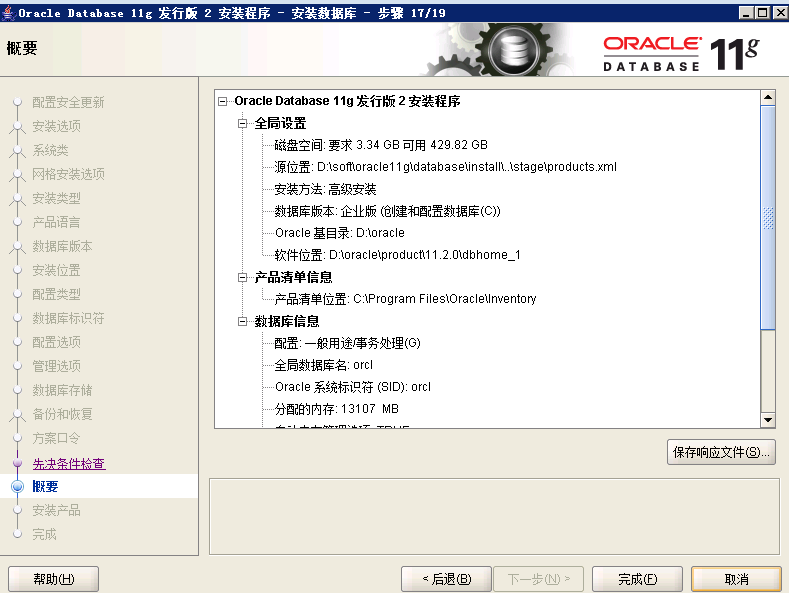 Oracle Database 11g 发行版 2 安装程序 - 安装数据库 - 步骤 17/19
概要
ORACLE
DATABASE
11g
配置安全更新
安装选项
系统类
网格安装选项
安装类型
产品语言
数据库版本
安装位置
配置类型
数据库标识符
配置选项
管理选项
数据库存储
备份和恢复
方案口令
先决条件检查
概要
安装产品
完成
Oracle Database 11g 发行版 2 安装程序
全局设置
磁盘空间: 要求 3.34 GB 可用 429.82 GB
源位置: D:\soft\oracle11g\database\install\..\stage\products.xml
安装方法: 高级安装
数据库版本: 企业版 (创建和配置数据库(C))
Oracle 基目录: D:\oracle
软件位置: D:\oracle\product\11.2.0\dbhome_1
产品清单信息
产品清单位置: C:\Program Files\Oracle\Inventory
数据库信息
配置: 一般用途/事务处理(G)
全局数据库名: orcl
Oracle 系统标识符 (SID): orcl
分配的内存: 13107 MB
自动内存管理选项: TRUE
保存响应文件(S)...
帮助(H)
< 后退(B)
下一步(N) >
完成(F)
取消